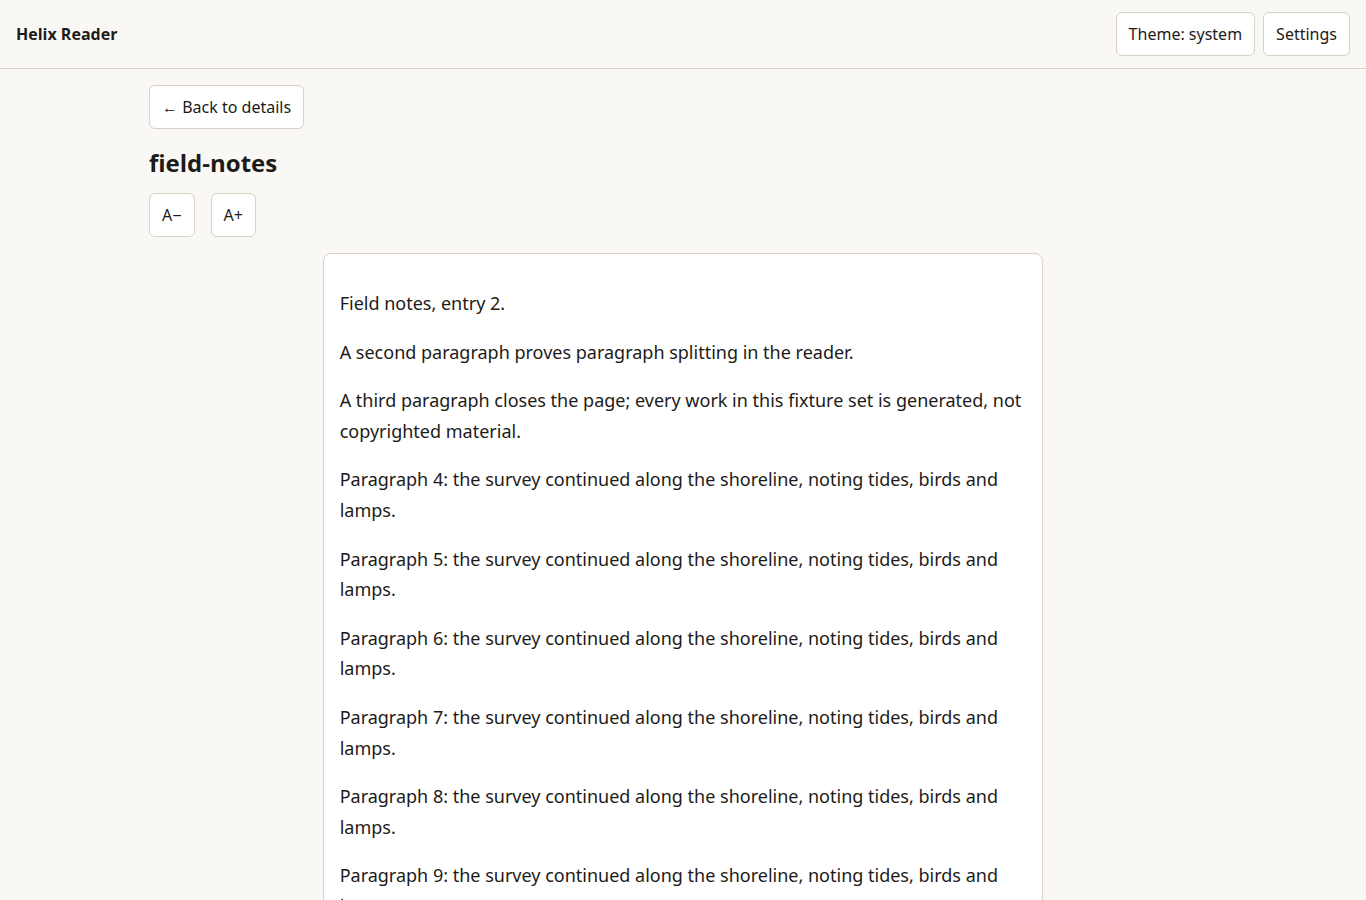 Helix Reader
Theme: system
Settings
← Back to details
field-notes
A−
A+
Field notes, entry 2.
A second paragraph proves paragraph splitting in the reader.
A third paragraph closes the page; every work in this fixture set is generated, not
copyrighted material.
Paragraph 4: the survey continued along the shoreline, noting tides, birds and
lamps.
Paragraph 5: the survey continued along the shoreline, noting tides, birds and
lamps.
Paragraph 6: the survey continued along the shoreline, noting tides, birds and
lamps.
Paragraph 7: the survey continued along the shoreline, noting tides, birds and
lamps.
Paragraph 8: the survey continued along the shoreline, noting tides, birds and
lamps.
Paragraph 9: the survey continued along the shoreline, noting tides, birds and